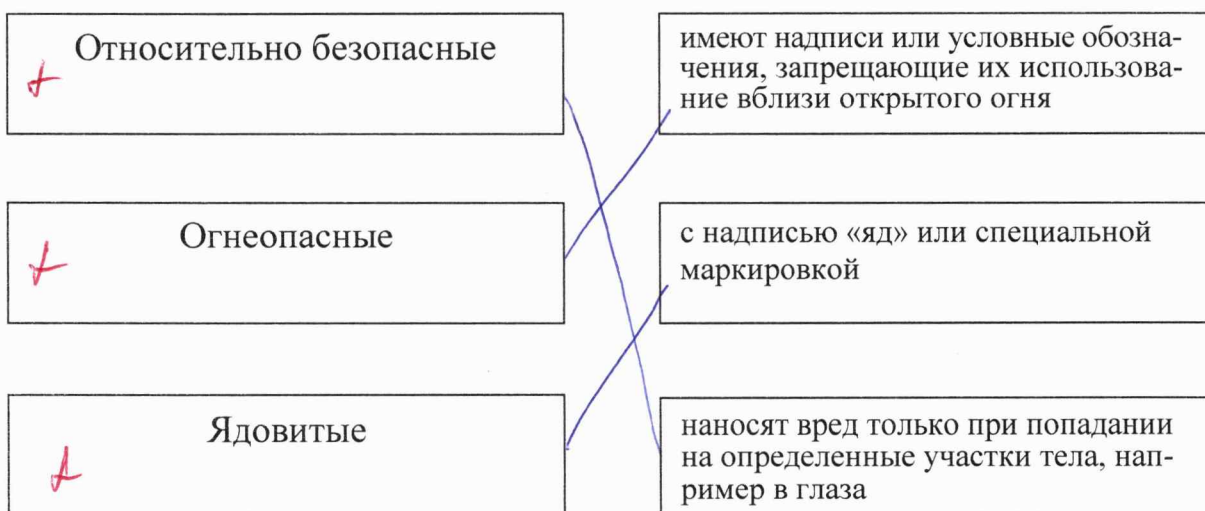 Относительно безопасные
имеют надписи или условные обозна-
чения, запрещающие их использова-
ние вблизи открытого огня
+
Огнеопасные
с надписью «яд» или специальной
маркировкой
+
Ядовитые
наносят вред только при попадании
на определенные участки тела, нап-
ример в глаза
+